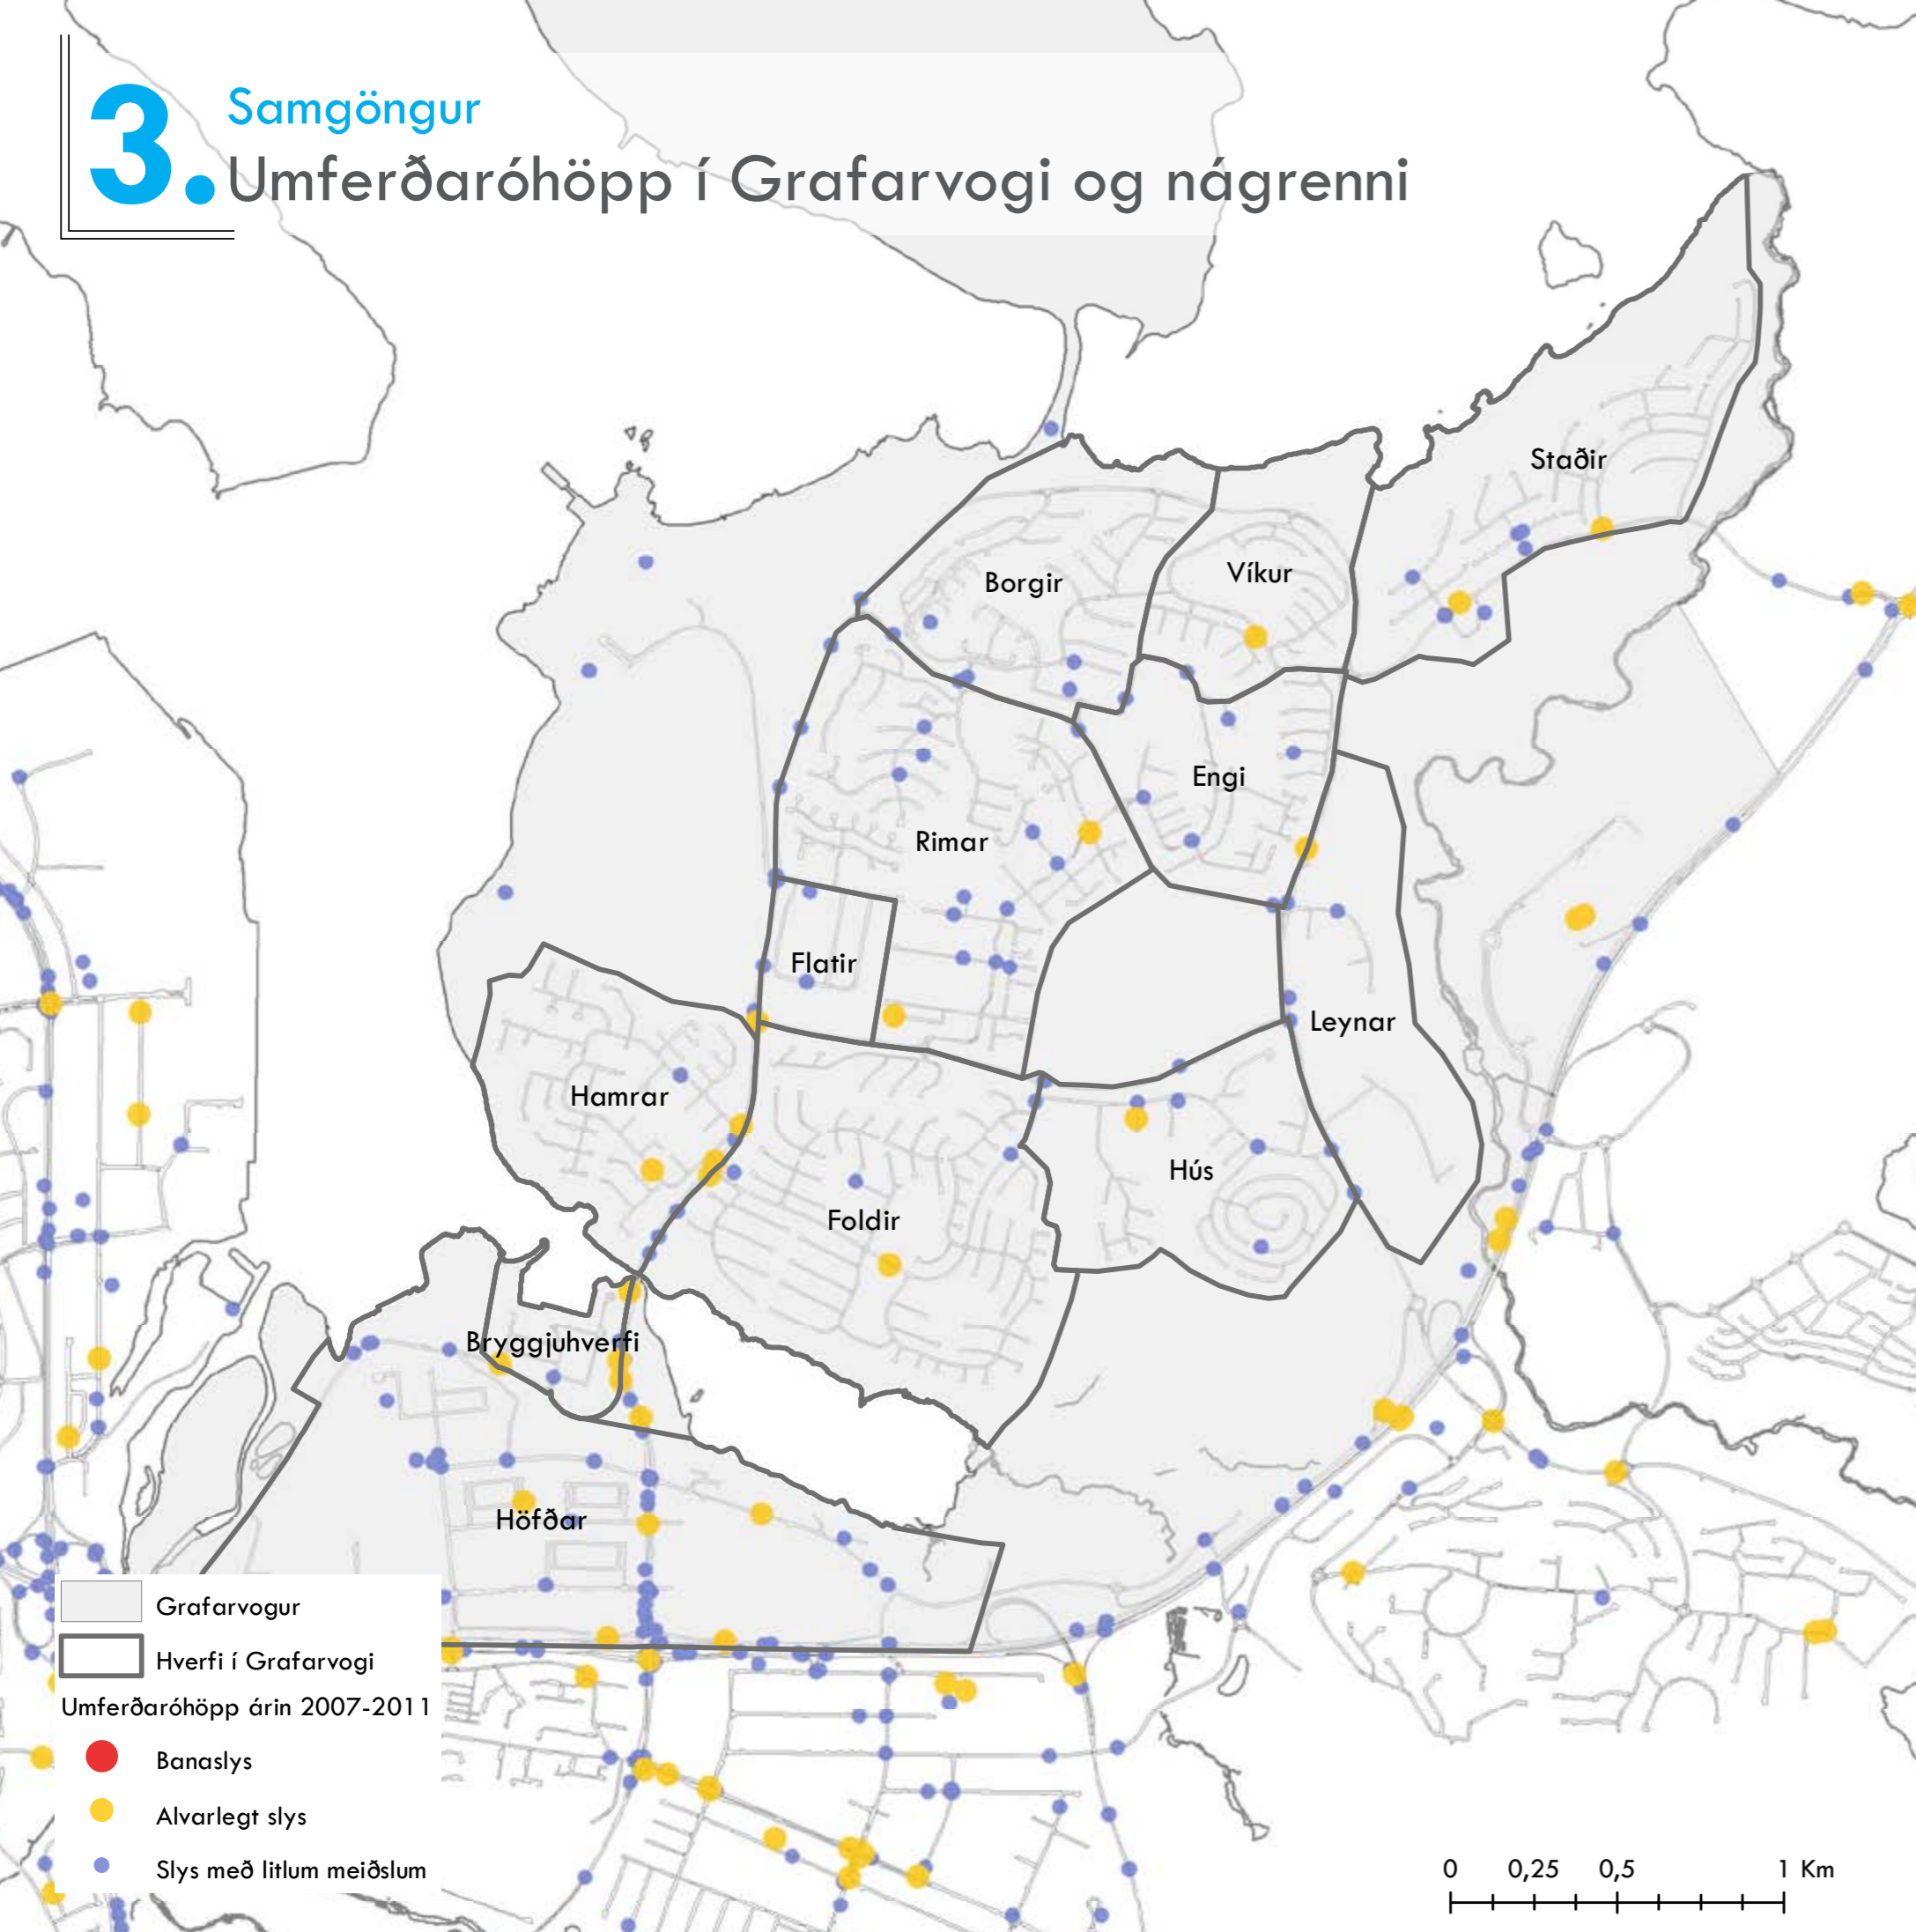 3. Samgöngur
Umferðaróhöpp í Grafarvogi og nágrenni
Staðir
Borgir
Víkur
Engi
Rimar
Flatir
Leynar
Hamrar
Hús
Foldir
Bryggjuhverfi
Höfðar
Grafarvogur
Hverfi í Grafarvogi
Umferðaróhöpp árin 2007-2011
Banaslys
Alvarlegt slys
Slys með litlum meiðslum
0 0,25 0,5 1 Km